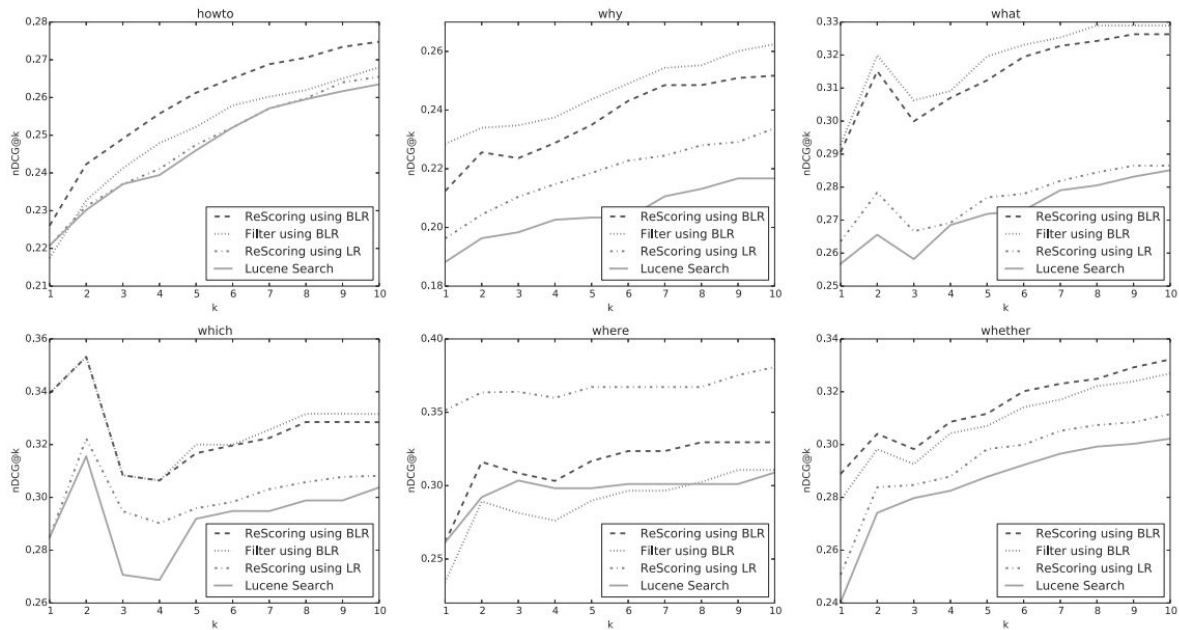 howto
0.28
0.27
0.26
0.25
0.24
0.23
0.22
0.21
nDCG@k
1 2 3 4 5 6 7 8 9 10
k
ReScoring using BLR
Filter using BLR
ReScoring using LR
Lucene Search
why
0.26
0.24
0.22
0.20
0.18
nDCG@k
1 2 3 4 5 6 7 8 9 10
k
ReScoring using BLR
Filter using BLR
ReScoring using LR
Lucene Search
what
0.33
0.32
0.31
0.30
0.29
0.28
0.27
0.26
0.25
nDCG@k
1 2 3 4 5 6 7 8 9 10
k
ReScoring using BLR
Filter using BLR
ReScoring using LR
Lucene Search
which
0.36
0.34
0.32
0.30
0.28
0.26
nDCG@k
1 2 3 4 5 6 7 8 9 10
k
ReScoring using BLR
Filter using BLR
ReScoring using LR
Lucene Search
where
0.40
0.35
0.30
0.25
nDCG@k
1 2 3 4 5 6 7 8 9 10
k
ReScoring using BLR
Filter using BLR
ReScoring using LR
Lucene Search
whether
0.34
0.32
0.30
0.28
0.26
0.24
nDCG@k
1 2 3 4 5 6 7 8 9 10
k
ReScoring using BLR
Filter using BLR
ReScoring using LR
Lucene Search